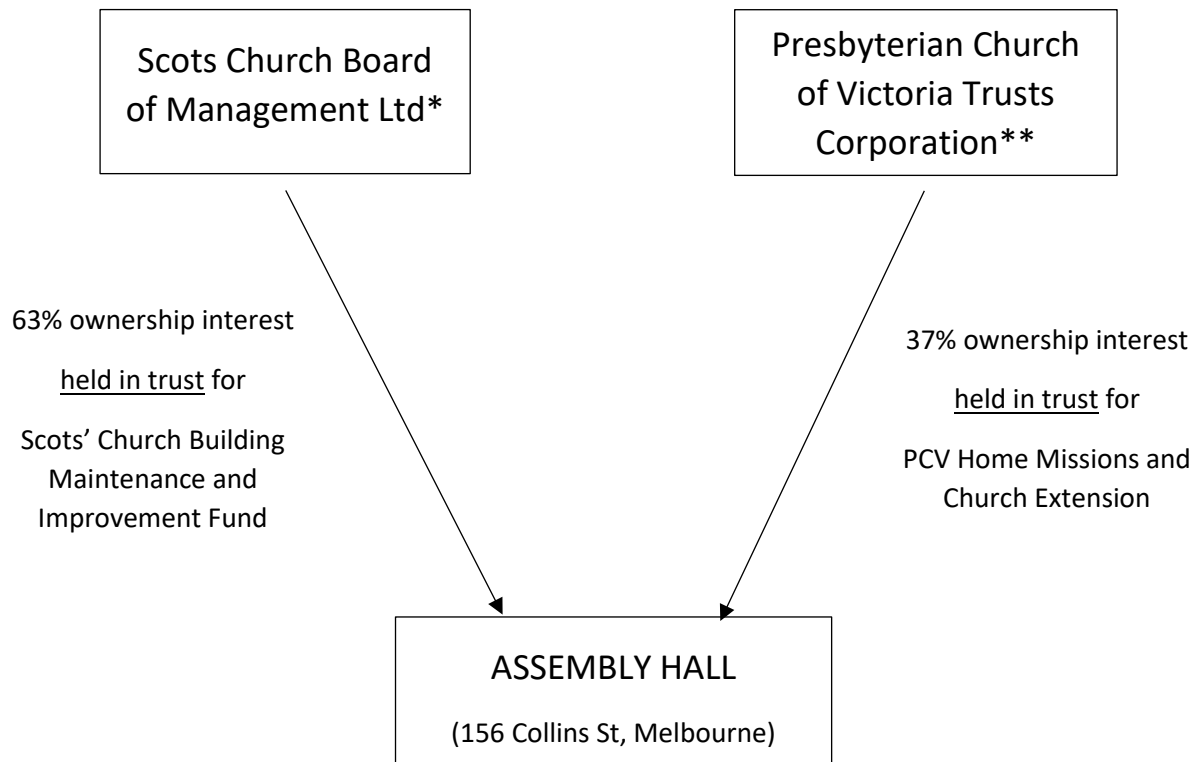 Scots Church Board
of Management Ltd*
Presbyterian Church
of Victoria Trusts
Corporation**
63% ownership interest
held in trust for
Scots’ Church Building
Maintenance and
Improvement Fund
37% ownership interest
held in trust for
PCV Home Missions and
Church Extension
ASSEMBLY HALL
(156 Collins St, Melbourne)